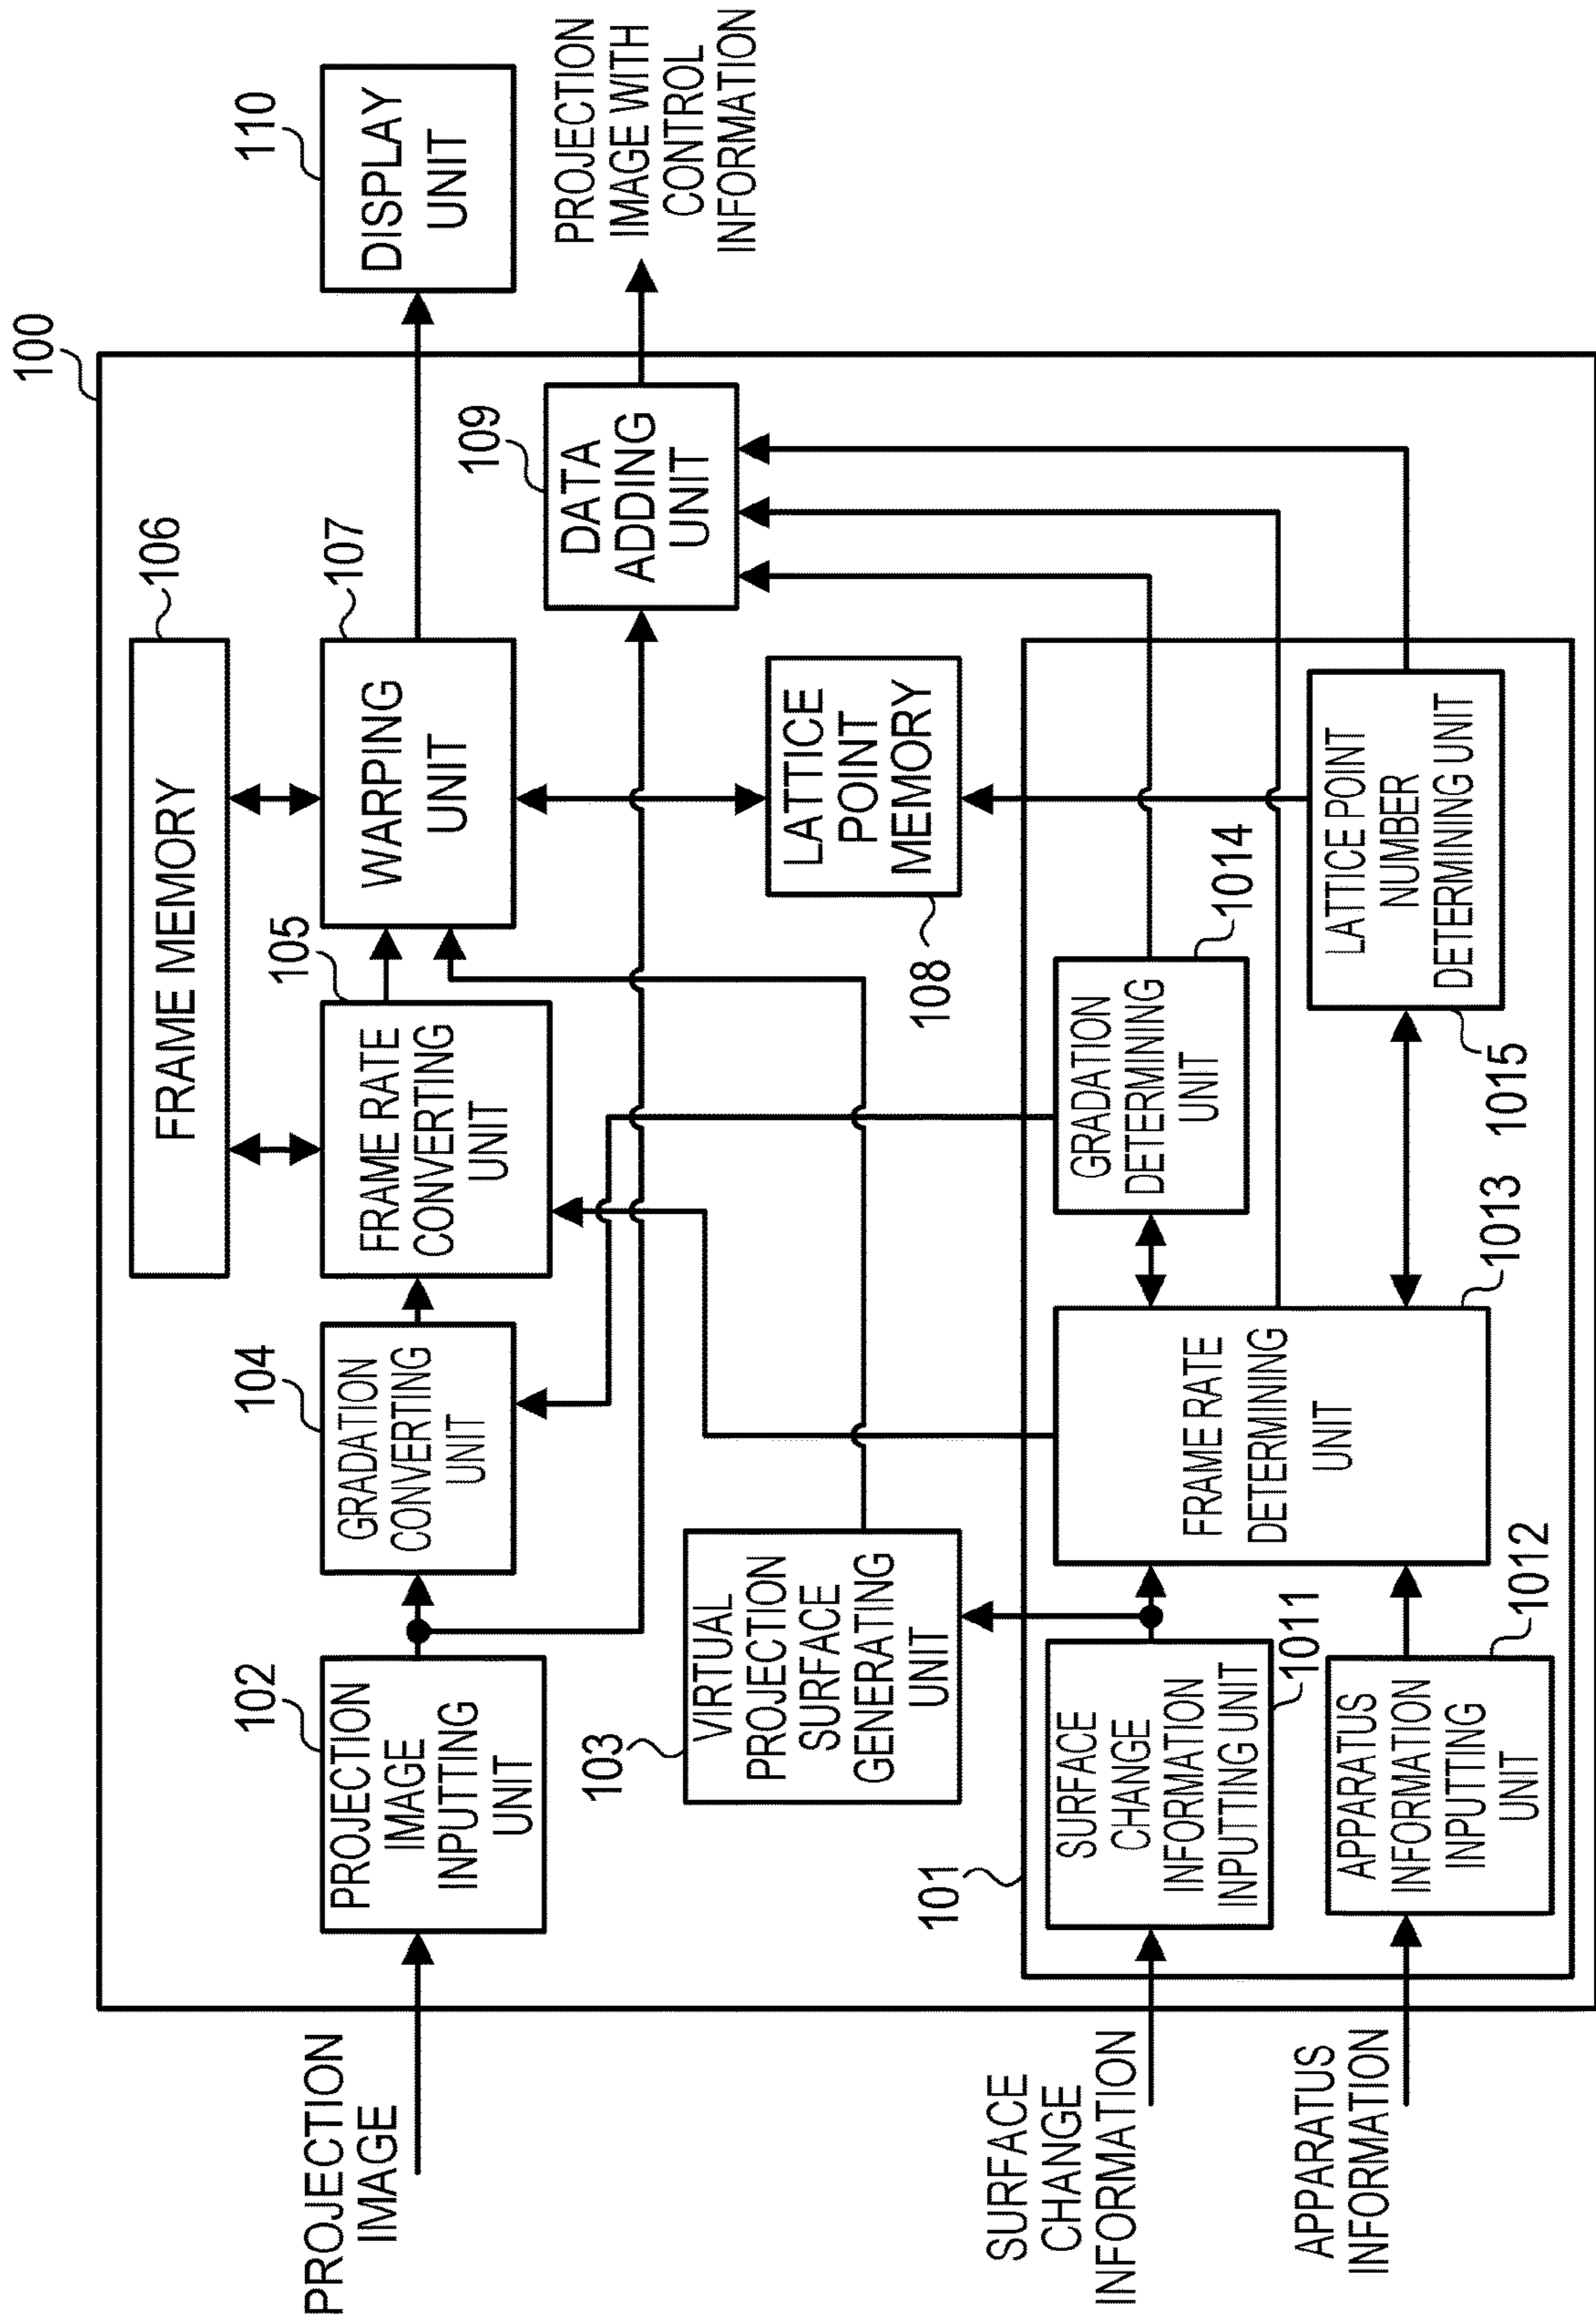 100
106
FRAME MEMORY
102
PROJECTION
IMAGE
INPUTTING
UNIT
104
GRADATION
CONVERTING
UNIT
105
FRAME RATE
CONVERTING
UNIT
107
WARPING
UNIT
110
DISPLAY
UNIT
PROJECTION
IMAGE
109
DATA
ADDING
UNIT
PROJECTION
IMAGE WITH
CONTROL
INFORMATION
103
VIRTUAL
PROJECTION
SURFACE
GENERATING
UNIT
108
LATTICE
POINT
MEMORY
101
SURFACE
CHANGE
INFORMATION
SURFACE
CHANGE
INFORMATION
INPUTTING UNIT
1011
GRADATION
DETERMINING
UNIT
1014
FRAME RATE
DETERMINING
UNIT
1013
APPARATUS
INFORMATION
APPARATUS
INFORMATION
INPUTTING
UNIT
1012
LATTICE POINT
NUMBER
DETERMINING UNIT
1015